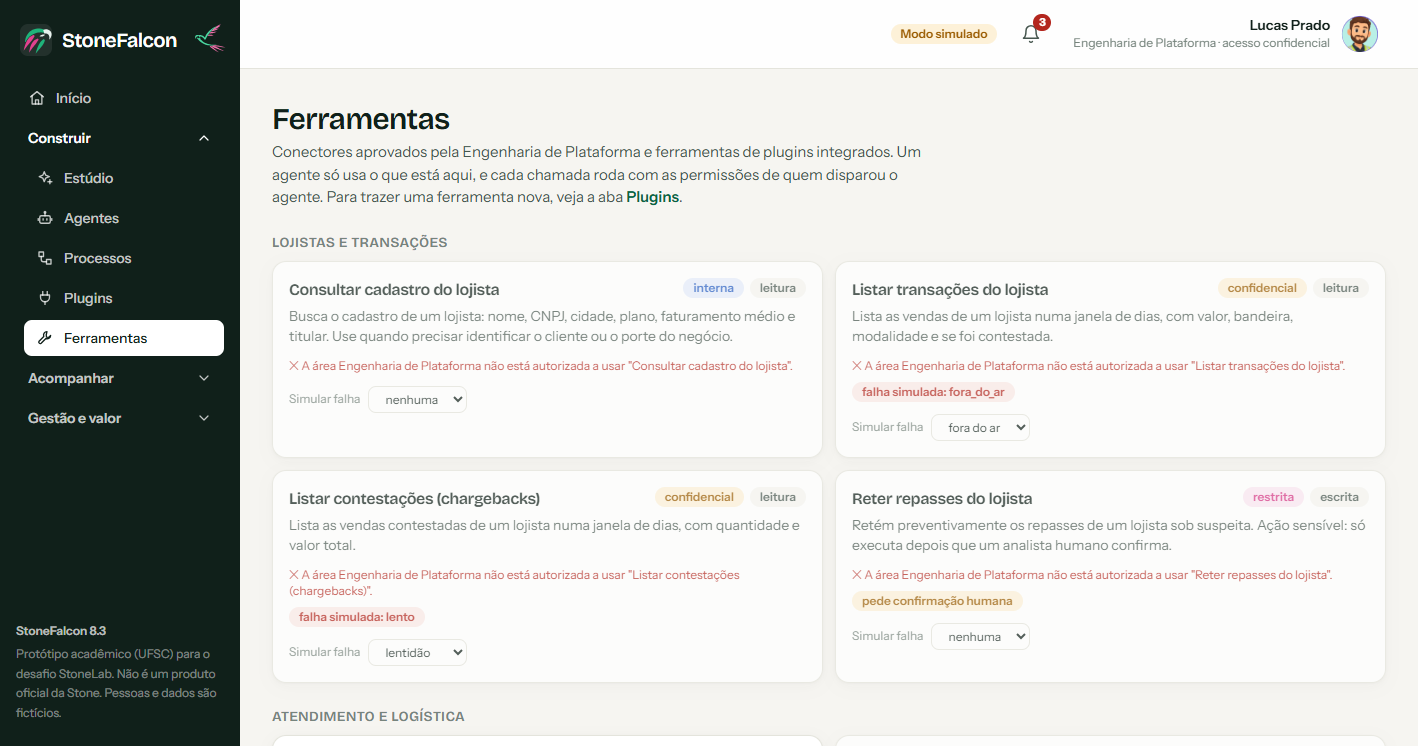 StoneFalcon
Modo simulado
3
Lucas Prado
Engenharia de Plataforma · acesso confidencial
Início
Construir
Estúdio
Agentes
Processos
Plugins
Ferramentas
Acompanhar
Gestão e valor
StoneFalcon 8.3
Protótipo acadêmico (UFSC) para o
desafio StoneLab. Não é um produto
oficial da Stone. Pessoas e dados são
fictícios.
Ferramentas
Conectores aprovados pela Engenharia de Plataforma e ferramentas de plugins integrados. Um
agente só usa o que está aqui, e cada chamada roda com as permissões de quem disparou o
agente. Para trazer uma ferramenta nova, veja a aba Plugins.
LOJISTAS E TRANSAÇÕES
Consultar cadastro do lojista
interna
leitura
Busca o cadastro de um lojista: nome, CNPJ, cidade, plano, faturamento médio e
titular. Use quando precisar identificar o cliente ou o porte do negócio.
A área Engenharia de Plataforma não está autorizada a usar "Consultar cadastro do lojista".
Simular falha
nenhuma
Listar transações do lojista
confidencial
leitura
Lista as vendas de um lojista numa janela de dias, com valor, bandeira,
modalidade e se foi contestada.
A área Engenharia de Plataforma não está autorizada a usar "Listar transações do lojista".
falha simulada: fora_do_ar
Simular falha
fora do ar
Listar contestações (chargebacks)
confidencial
leitura
Lista as vendas contestadas de um lojista numa janela de dias, com quantidade e
valor total.
A área Engenharia de Plataforma não está autorizada a usar "Listar contestações
(chargebacks)".
falha simulada: lento
Simular falha
lentidão
Reter repasses do lojista
restrita
escrita
Retém preventivamente os repasses de um lojista sob suspeita. Ação sensível: só
executa depois que um analista humano confirma.
A área Engenharia de Plataforma não está autorizada a usar "Reter repasses do lojista".
pede confirmação humana
Simular falha
nenhuma
ATENDIMENTO E LOGÍSTICA